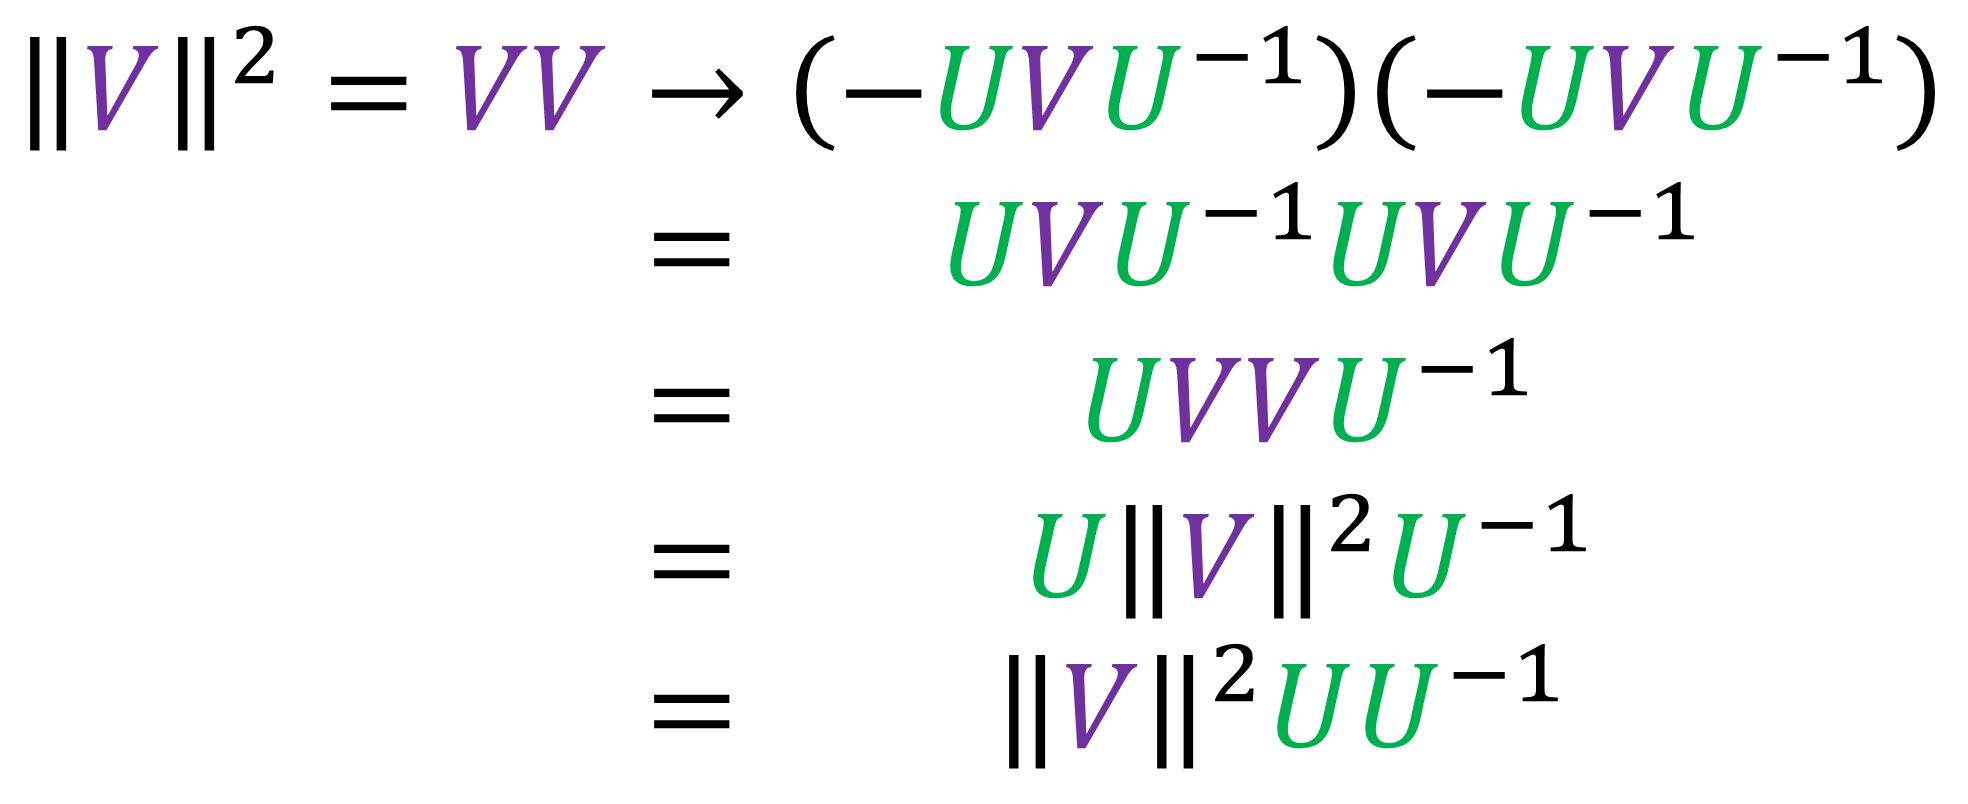 ‖V‖² = VV → (−UVU⁻¹)(−UVU⁻¹)
= UVU⁻¹UVU⁻¹
= UVVU⁻¹
= U‖V‖²U⁻¹
= ‖V‖²UU⁻¹